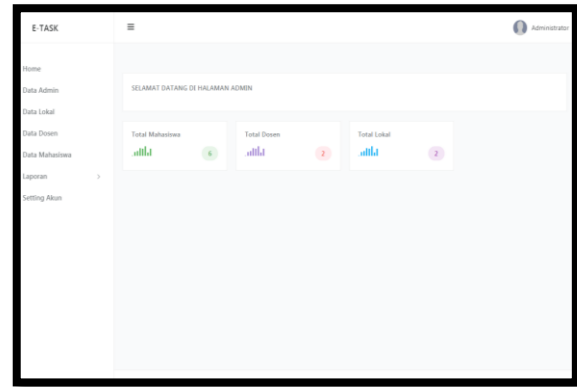 E-TASK
Administrator
Home
Data Admin
Data Lokal
Data Dosen
Data Mahasiswa
Laporan
Setting Akun
SELAMAT DATANG DI HALAMAN ADMIN
Total Mahasiswa
6
Total Dosen
2
Total Lokal
2